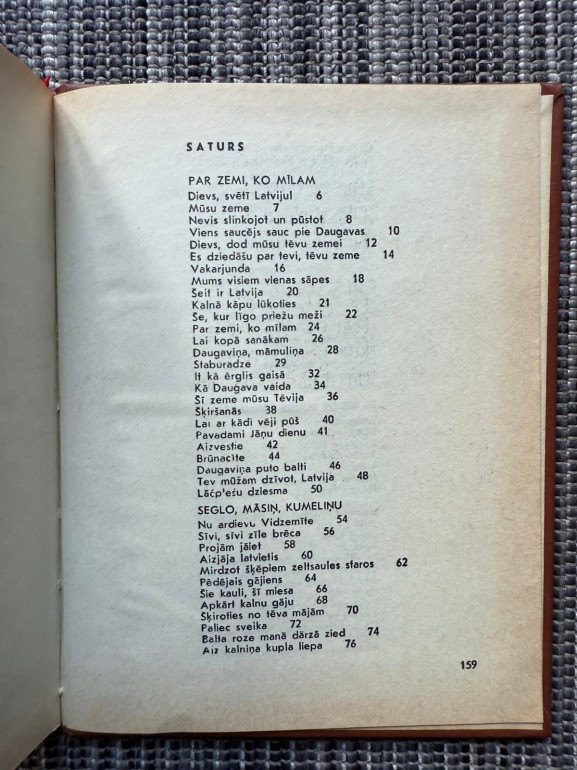 SATURS
PAR ZEMI, KO MĪLAM
Dievs, svētī Latviju! 6
Mūsu zeme 7
Nevis slinkojot un pūstot 8
Viens saucējs sauc pie Daugavas 10
Dievs, dod mūsu tēvu zemei 12
Es dziedāšu par tevi, tēvu zeme 14
Vakarjunda 16
Mums visiem vienas sāpes 18
Šeit ir Latvija 20
Kalnā kāpu lūkoties 21
Še, kur līgo priežu meži 22
Par zemi, ko mīlam 24
Lai kopā sanākam 26
Daugaviņa, māmuliņa 28
Staburadze 29
It kā ērglis gaisā 32
Kā Daugava vaida 34
Šī zeme mūsu Tēvija 36
Šķiršanās 38
Lai ar kādi vēji pūš 40
Pavadami Jāņu dienu 41
Aizvestie 42
Brūnacīte 44
Daugaviņa puto balti 46
Tev mūžam dzīvot, Latvija 48
Lāčplēšu dziesma 50
SEGLO, MĀSIŅ, KUMELIŅU
Nu ardievu Vidzemīte 54
Sīvi, sīvi zīle brēca 56
Projām jāiet 58
Aizjāja latvietis 60
Mirdzot šķēpiem zeltsaules staros 62
Pēdējais gājiens 64
Šie kauli, šī miesa 66
Apkārt kalnu gāju 68
Šķiroties no tēva mājām 70
Paliec sveika 72
Balta roze manā dārzā zied 74
Aiz kalniņa kupla liepa 76
159